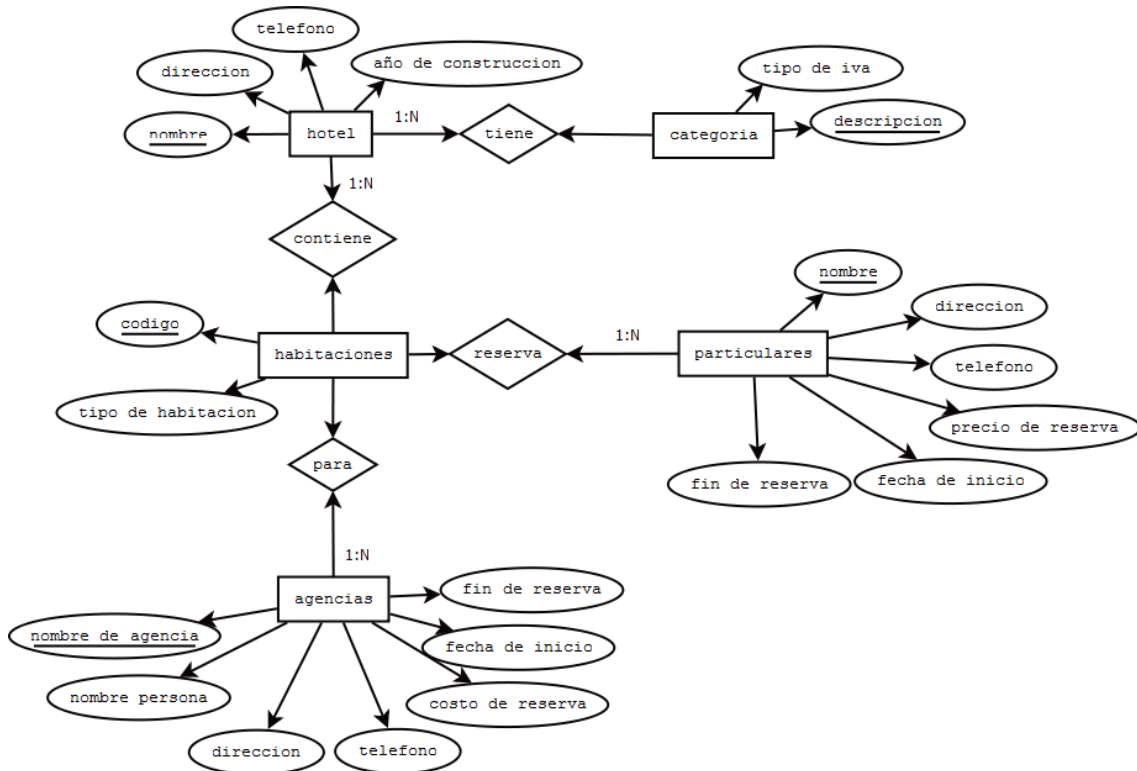 telefono
direccion
año de construccion
tipo de iva
nombre
hotel
1:N
tiene
categoria
descripcion
1:N
contiene
nombre
codigo
direccion
habitaciones
reserva
1:N
particulares
telefono
tipo de habitacion
precio de reserva
para
fin de reserva
fecha de inicio
1:N
agencias
fin de reserva
nombre de agencia
fecha de inicio
nombre persona
costo de reserva
direccion
telefono